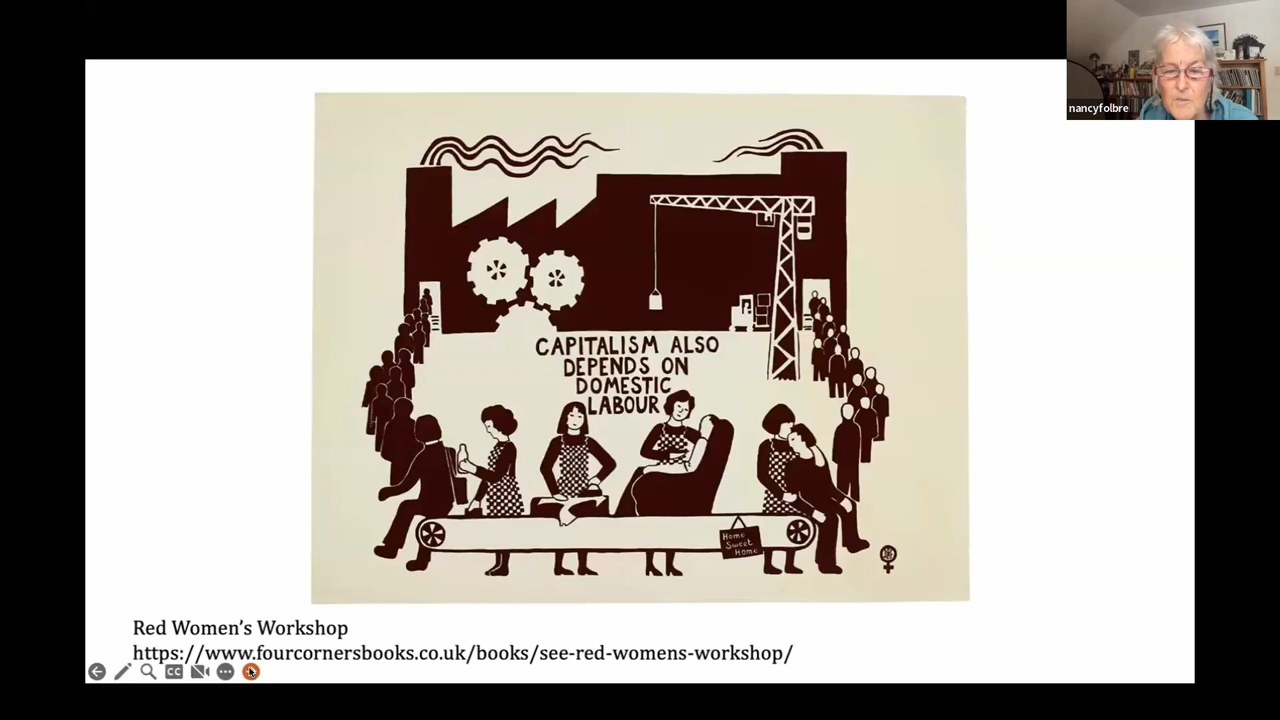 nancyfolbre
CAPITALISM ALSO
DEPENDS ON
DOMESTIC
LABOUR
Home
Sweet
Home
Red Women's Workshop
https://www.fourcornersbooks.co.uk/books/see-red-womens-workshop/
CC